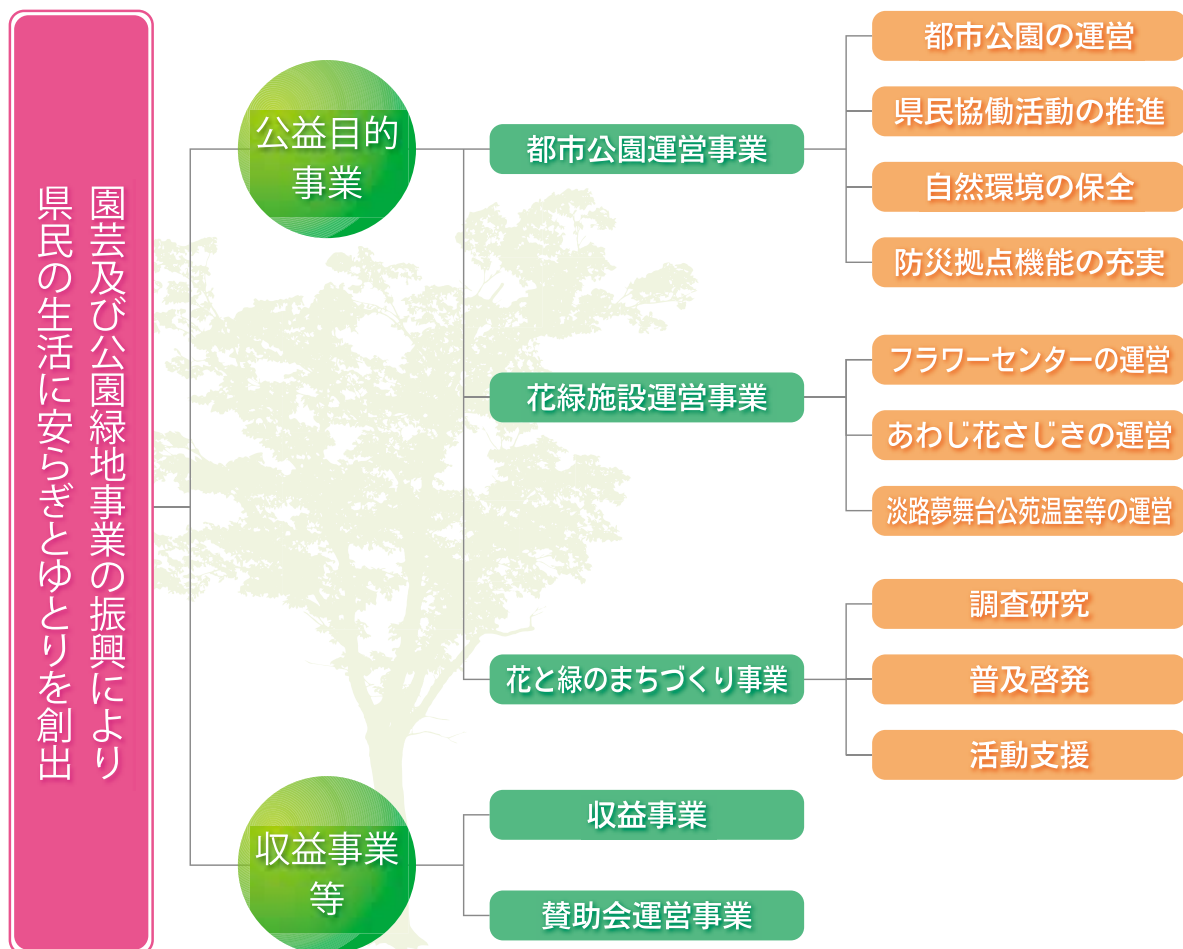 園芸及び公園緑地事業の振興により
県民の生活に安らぎとゆとりを創出
公益目的
事業
都市公園運営事業
都市公園の運営
県民協働活動の推進
自然環境の保全
防災拠点機能の充実
花緑施設運営事業
フラワーセンターの運営
あわじ花さじきの運営
淡路夢舞台公苑温室等の運営
花と緑のまちづくり事業
調査研究
普及啓発
活動支援
収益事業
等
収益事業
賛助会運営事業